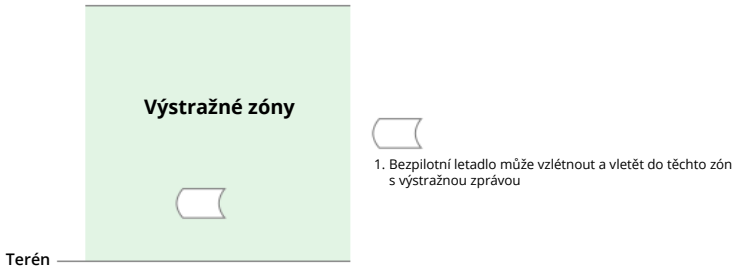 Výstražné zóny
1. Bezpilotní letadlo může vzlétnout a vletět do těchto zón
s výstražnou zprávou
Terén